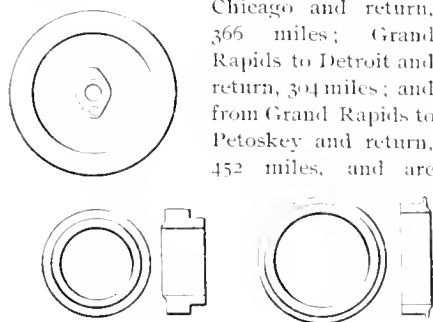 Chicago and return,
366 miles; Grand
Rapids to Detroit and
return, 304 miles; and
from Grand Rapids to
Petoskey and return,
452 miles, and are